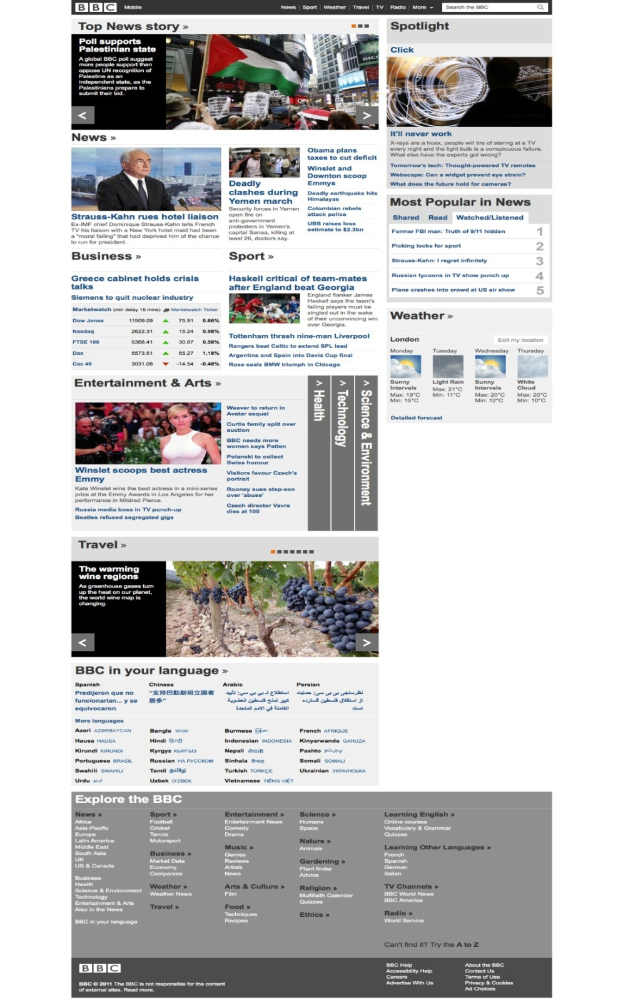 BBC Mobile
News Sport Weather Travel TV Radio More
Search the BBC
Top News story »
Poll supports
Palestinian state
A global BBC poll suggest
more people support than
oppose UN recognition of
Palestine as an
independent state, as the
Palestinians prepare to
submit their bid.
News »
Strauss-Kahn rues hotel liaison
Ex-IMF chief Dominique Strauss-Kahn tells French
TV his liaison with a New York hotel maid had been
a "moral failing" that had deprived him of the chance
to run for president.
Deadly
clashes during
Yemen march
Security forces in Yemen
open fire on
anti-government
protesters in Yemen's
capital Sanaa, killing at
least 26, doctors say.
Obama plans
taxes to cut deficit
Winslet and
Downton scoop
Emmys
Deadly earthquake hits
Himalayas
Colombian rebels
attack police
UBS raises loss
estimate to $2.3bn
Business »
Greece cabinet holds crisis
talks
Siemens to quit nuclear industry
Marketwatch (min delay 15 mins) Marketwatch Ticker
Dow Jones 11509.09 75.91 0.66%
Nasdaq 2622.31 15.24 0.58%
FTSE 100 5368.41 30.87 0.58%
Dax 5573.51 65.27 1.18%
Cac 40 3031.08 -14.54 -0.48%
Sport »
Haskell critical of team-mates
after England beat Georgia
England flanker James
Haskell says the team's
failing players must be
singled out in the wake
of their unconvincing win
over Georgia.
Tottenham thrash nine-man Liverpool
Rangers beat Celtic to extend SPL lead
Argentina and Spain into Davis Cup final
Rose seals BMW triumph in Chicago
Entertainment & Arts »
Winslet scoops best actress
Emmy
Kate Winslet wins the best actress in a mini-series
prize at the Emmy Awards in Los Angeles for her
performance in Mildred Pierce.
Russia media boss in TV punch-up
Beatles refused segregated gigs
Weaver to return in
Avatar sequel
Curtis family split over
auction
BBC needs more
women says Patten
Polanski to collect
Swiss honour
Visitors favour Czech's
portrait
Rooney sues step-son
over 'abuse'
Czech director Vavra
dies at 100
> Health
> Technology
> Science & Environment
Travel »
The warming
wine regions
As greenhouse gases turn
up the heat on our planet,
the world wine map is
changing.
BBC in your language »
Spanish
Predijeron que no
funcionarían... y se
equivocaron
Chinese
“支持巴勒斯坦立国者
居多”
Arabic
استطلاع لـ بي بي سي: تأييد
كبير لمنح فلسطين العضوية
الكاملة في الامم المتحدة
Persian
نظرسنجی بی بی سی: حمایت
از استقلال فلسطین گسترده
است
More languages
Azeri AZƏRBAYCAN Bangla বাংলা Burmese French AFRIQUE
Hausa HAUSA Hindi हिन्दी Indonesian INDONESIA Kinyarwanda GAHUZA
Kirundi KIRUNDI Kyrgyz КЫРГЫЗ Nepali नेपाली Pashto پښتو
Portuguese BRASIL Russian НА РУССКОМ Sinhala සිංහල Somali SOMALI
Swahili SWAHILI Tamil தமிழ் Turkish TÜRKÇE Ukrainian УКРАЇНСЬКА
Urdu اردو Uzbek O'ZBEK Vietnamese TIẾNG VIỆT
Spotlight
Click
It'll never work
X-rays are a hoax, people will tire of staring at a TV
every night and the light bulb is a conspicuous failure.
What else have the experts got wrong?
Tomorrow's tech: Thought-powered TV remotes
Webscape: Can a widget prevent eye strain?
What does the future hold for cameras?
Most Popular in News
Shared Read Watched/Listened
Former FBI man: Truth of 9/11 hidden 1
Picking locks for sport 2
Strauss-Kahn: I regret infinitely 3
Russian tycoons in TV show punch up 4
Plane crashes into crowd at US air show 5
Weather »
London Edit my location
Monday
Sunny
Intervals
Max: 19°C
Min: 15°C
Tuesday
Light Rain
Max: 21°C
Min: 11°C
Wednesday
Sunny
Intervals
Max: 20°C
Min: 12°C
Thursday
White
Cloud
Max: 20°C
Min: 10°C
Detailed forecast
Explore the BBC
News »
Africa
Asia-Pacific
Europe
Latin America
Middle East
South Asia
UK
US & Canada
Business
Health
Science & Environment
Technology
Entertainment & Arts
Also in the News
BBC in your language
Sport »
Football
Cricket
Tennis
Motorsport
Business »
Market Data
Economy
Companies
Weather »
Weather News
Travel »
Entertainment »
Entertainment News
Comedy
Drama
Music »
Genres
Reviews
Artists
News
Arts & Culture »
Film
Food »
Techniques
Recipes
Science »
Humans
Space
Nature »
Animals
Gardening »
Plant finder
Advice
Religion »
Multifaith Calendar
Quizzes
Ethics »
Learning English »
Online courses
Vocabulary & Grammar
Quizzes
Learning Other Languages »
French
Spanish
German
Italian
TV Channels »
BBC World News
BBC America
Radio »
World Service
Can't find it? Try the A to Z
BBC
BBC © 2011 The BBC is not responsible for the content
of external sites. Read more.
BBC Help
Accessibility Help
Careers
Advertise With Us
About the BBC
Contact Us
Terms of Use
Privacy & Cookies
Ad Choices